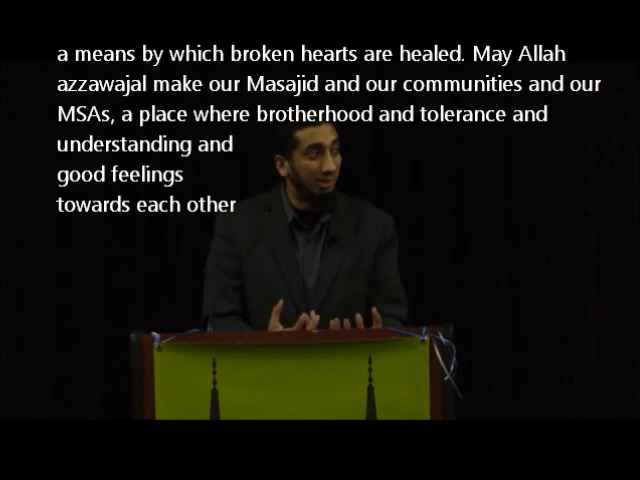 a means by which broken hearts are healed. May Allah
azzawajal make our Masajid and our communities and our
MSAs, a place where brotherhood and tolerance and
understanding and
good feelings
towards each other